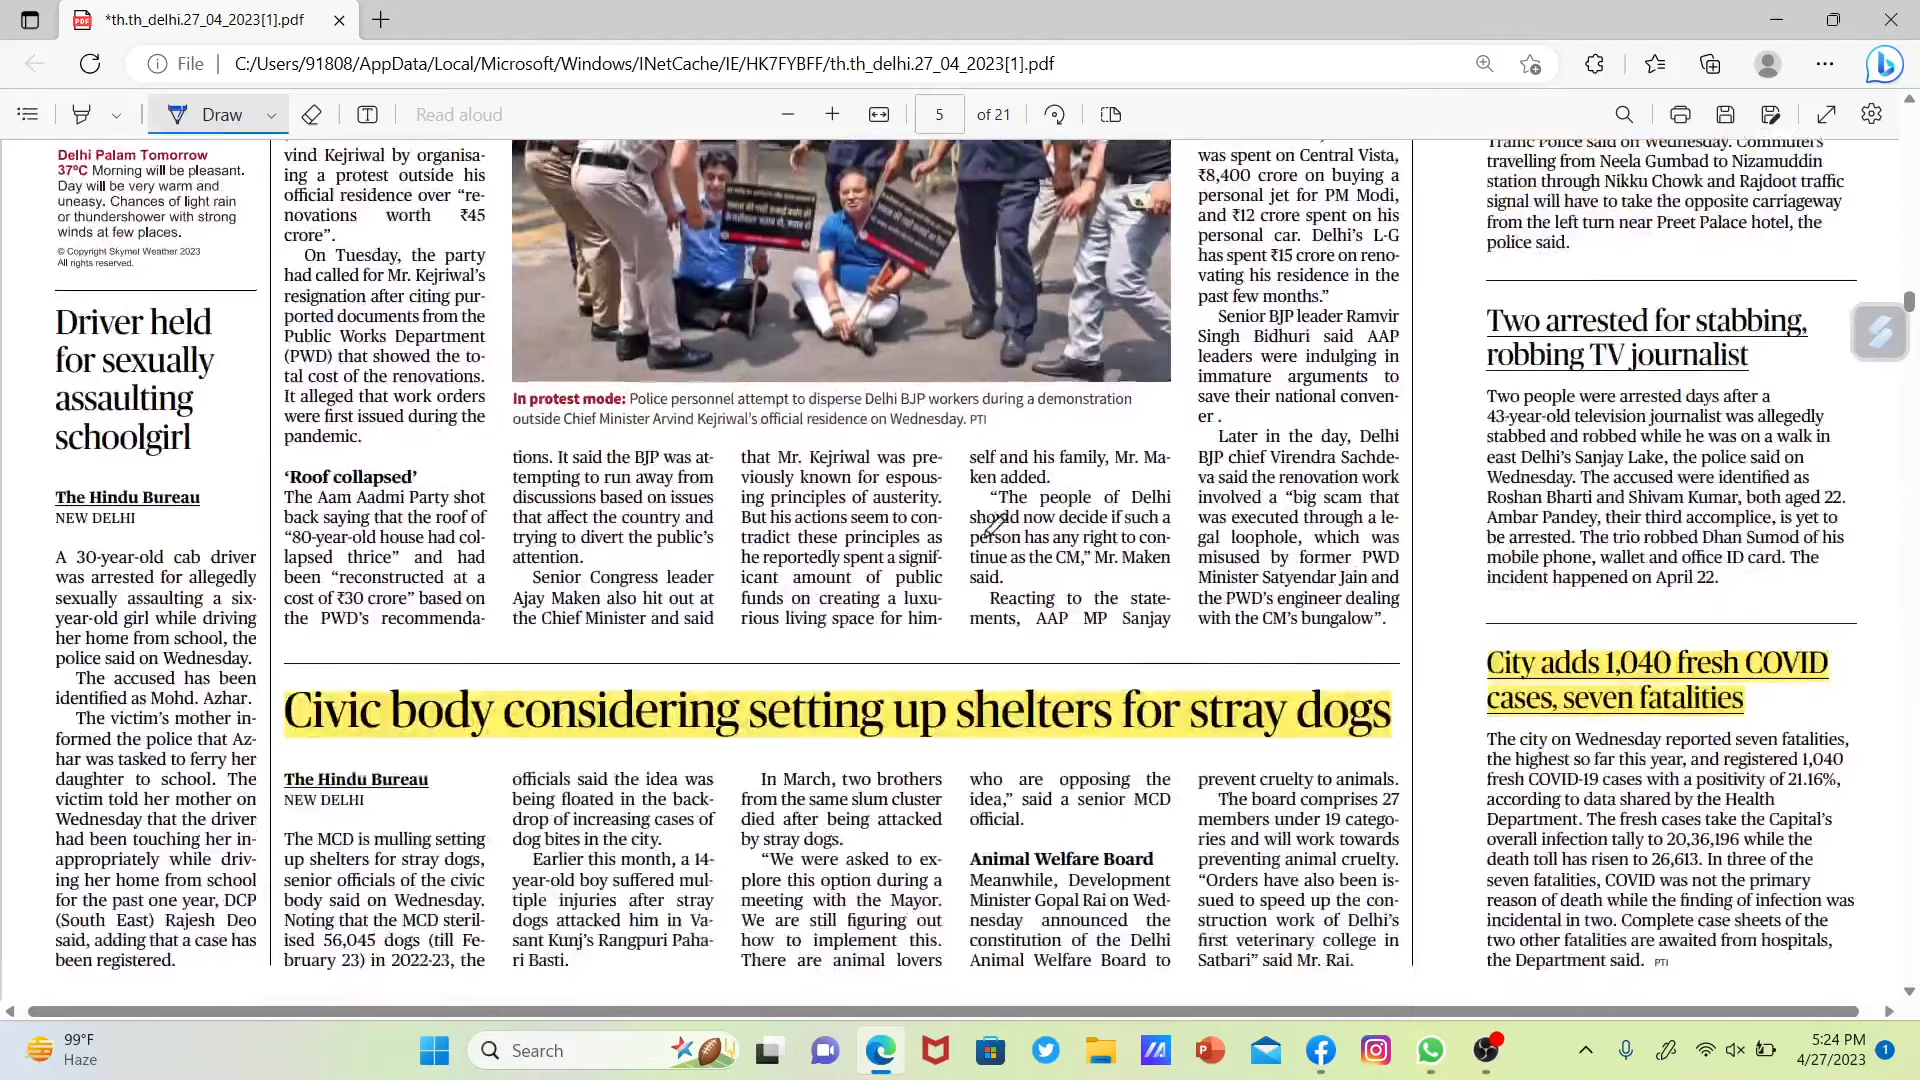 *th.th_delhi.27_04_2023[1].pdf
File
C:/Users/91808/AppData/Local/Microsoft/Windows/INetCache/IE/HK7FYBFF/th.th_delhi.27_04_2023[1].pdf
Draw
Read aloud
5
of 21
Delhi Palam Tomorrow
37ºC Morning will be pleasant.
Day will be very warm and
uneasy. Chances of light rain
or thundershower with strong
winds at few places.
© Copyright Skymet Weather 2023
All rights reserved.
Driver held
for sexually
assaulting
schoolgirl
The Hindu Bureau
NEW DELHI
A 30-year-old cab driver
was arrested for allegedly
sexually assaulting a six-
year-old girl while driving
her home from school, the
police said on Wednesday.
The accused has been
identified as Mohd. Azhar.
The victim's mother in-
formed the police that Az-
har was tasked to ferry her
daughter to school. The
victim told her mother on
Wednesday that the driver
had been touching her in-
appropriately while driv-
ing her home from school
for the past one year, DCP
(South East) Rajesh Deo
said, adding that a case has
been registered.
vind Kejriwal by organisa-
ing a protest outside his
official residence over “re-
novations worth ₹45
crore”.
On Tuesday, the party
had called for Mr. Kejriwal's
resignation after citing pur-
ported documents from the
Public Works Department
(PWD) that showed the to-
tal cost of the renovations.
It alleged that work orders
were first issued during the
pandemic.
‘Roof collapsed’
The Aam Aadmi Party shot
back saying that the roof of
“80-year-old house had col-
lapsed thrice” and had
been “reconstructed at a
cost of ₹30 crore” based on
the PWD's recommenda-
In protest mode: Police personnel attempt to disperse Delhi BJP workers during a demonstration
outside Chief Minister Arvind Kejriwal's official residence on Wednesday. PTI
tions. It said the BJP was at-
tempting to run away from
discussions based on issues
that affect the country and
trying to divert the public's
attention.
Senior Congress leader
Ajay Maken also hit out at
the Chief Minister and said
that Mr. Kejriwal was pre-
viously known for espous-
ing principles of austerity.
But his actions seem to con-
tradict these principles as
he reportedly spent a signif-
icant amount of public
funds on creating a luxu-
rious living space for him-
self and his family, Mr. Ma-
ken added.
“The people of Delhi
should now decide if such a
person has any right to con-
tinue as the CM,” Mr. Maken
said.
Reacting to the state-
ments, AAP MP Sanjay
was spent on Central Vista,
₹8,400 crore on buying a
personal jet for PM Modi,
and ₹12 crore spent on his
personal car. Delhi's L-G
has spent ₹15 crore on reno-
vating his residence in the
past few months.”
Senior BJP leader Ramvir
Singh Bidhuri said AAP
leaders were indulging in
immature arguments to
save their national conven-
er .
Later in the day, Delhi
BJP chief Virendra Sachde-
va said the renovation work
involved a “big scam that
was executed through a le-
gal loophole, which was
misused by former PWD
Minister Satyendar Jain and
the PWD's engineer dealing
with the CM's bungalow”.
Civic body considering setting up shelters for stray dogs
The Hindu Bureau
NEW DELHI
The MCD is mulling setting
up shelters for stray dogs,
senior officials of the civic
body said on Wednesday.
Noting that the MCD steril-
ised 56,045 dogs (till Fe-
bruary 23) in 2022-23, the
officials said the idea was
being floated in the back-
drop of increasing cases of
dog bites in the city.
Earlier this month, a 14-
year-old boy suffered mul-
tiple injuries after stray
dogs attacked him in Va-
sant Kunj's Rangpuri Paha-
ri Basti.
In March, two brothers
from the same slum cluster
died after being attacked
by stray dogs.
“We were asked to ex-
plore this option during a
meeting with the Mayor.
We are still figuring out
how to implement this.
There are animal lovers
who are opposing the
idea,” said a senior MCD
official.
Animal Welfare Board
Meanwhile, Development
Minister Gopal Rai on Wed-
nesday announced the
constitution of the Delhi
Animal Welfare Board to
prevent cruelty to animals.
The board comprises 27
members under 19 catego-
ries and will work towards
preventing animal cruelty.
“Orders have also been is-
sued to speed up the con-
struction work of Delhi's
first veterinary college in
Satbari” said Mr. Rai.
Traffic Police said on Wednesday. Commuters
travelling from Neela Gumbad to Nizamuddin
station through Nikku Chowk and Rajdoot traffic
signal will have to take the opposite carriageway
from the left turn near Preet Palace hotel, the
police said.
Two arrested for stabbing,
robbing TV journalist
Two people were arrested days after a
43-year-old television journalist was allegedly
stabbed and robbed while he was on a walk in
east Delhi's Sanjay Lake, the police said on
Wednesday. The accused were identified as
Roshan Bharti and Shivam Kumar, both aged 22.
Ambar Pandey, their third accomplice, is yet to
be arrested. The trio robbed Dhan Sumod of his
mobile phone, wallet and office ID card. The
incident happened on April 22.
City adds 1,040 fresh COVID
cases, seven fatalities
The city on Wednesday reported seven fatalities,
the highest so far this year, and registered 1,040
fresh COVID-19 cases with a positivity of 21.16%,
according to data shared by the Health
Department. The fresh cases take the Capital's
overall infection tally to 20,36,196 while the
death toll has risen to 26,613. In three of the
seven fatalities, COVID was not the primary
reason of death while the finding of infection was
incidental in two. Complete case sheets of the
two other fatalities are awaited from hospitals,
the Department said. PTI
99°F
Haze
Search
5:24 PM
4/27/2023
1